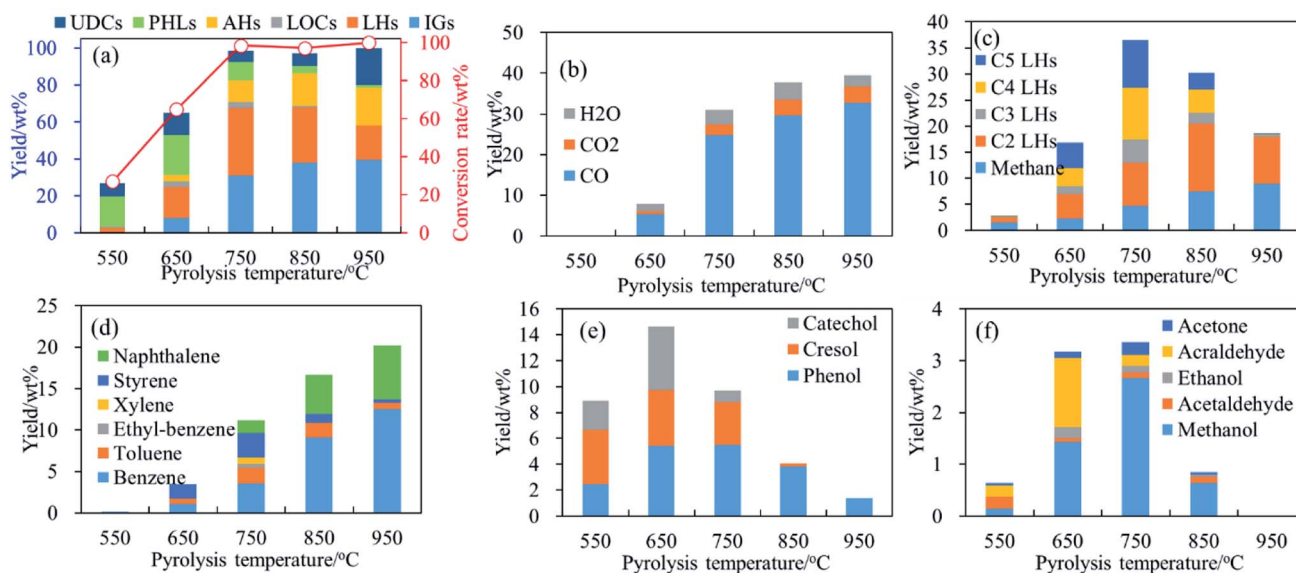 UDCs PHLs AHs LOCs LHs IGs
(a)
100
80
60
40
20
0
Yield/wt%
100
80
60
40
20
0
Conversion rate/wt%
550 650 750 850 950
Pyrolysis temperature/°C
(b)
50
40
30
20
10
0
Yield/wt%
H2O
CO2
CO
550 650 750 850 950
Pyrolysis temperature/°C
(c)
40
35
30
25
20
15
10
5
0
Yield/wt%
C5 LHs
C4 LHs
C3 LHs
C2 LHs
Methane
550 650 750 850 950
Pyrolysis temperature/°C
(d)
25
20
15
10
5
0
Yield/wt%
Naphthalene
Styrene
Xylene
Ethyl-benzene
Toluene
Benzene
550 650 750 850 950
Pyrolysis temperature/°C
(e)
16
14
12
10
8
6
4
2
0
Yield/wt%
Catechol
Cresol
Phenol
550 650 750 850 950
Pyrolysis temperature/°C
(f)
4
3
2
1
0
Yield/wt%
Acetone
Acraldehyde
Ethanol
Acetaldehyde
Methanol
550 650 750 850 950
Pyrolysis temperature/°C